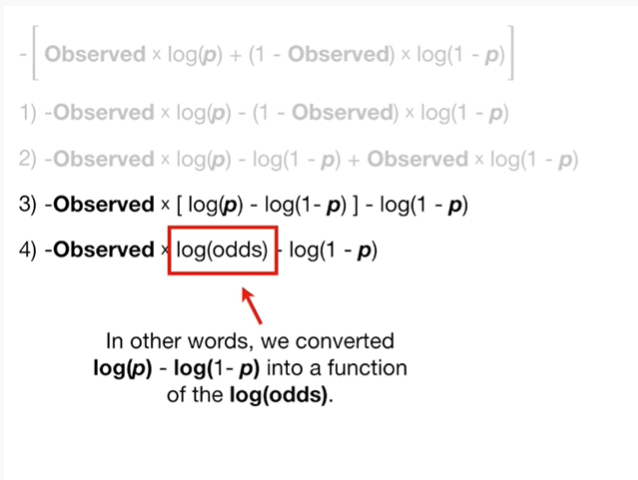 -[ Observed × log(p) + (1 - Observed) × log(1 - p) ]
1) -Observed × log(p) - (1 - Observed) × log(1 - p)
2) -Observed × log(p) - log(1 - p) + Observed × log(1 - p)
3) -Observed × [ log(p) - log(1- p) ] - log(1 - p)
4) -Observed × log(odds) - log(1 - p)
In other words, we converted
log(p) - log(1- p) into a function
of the log(odds).